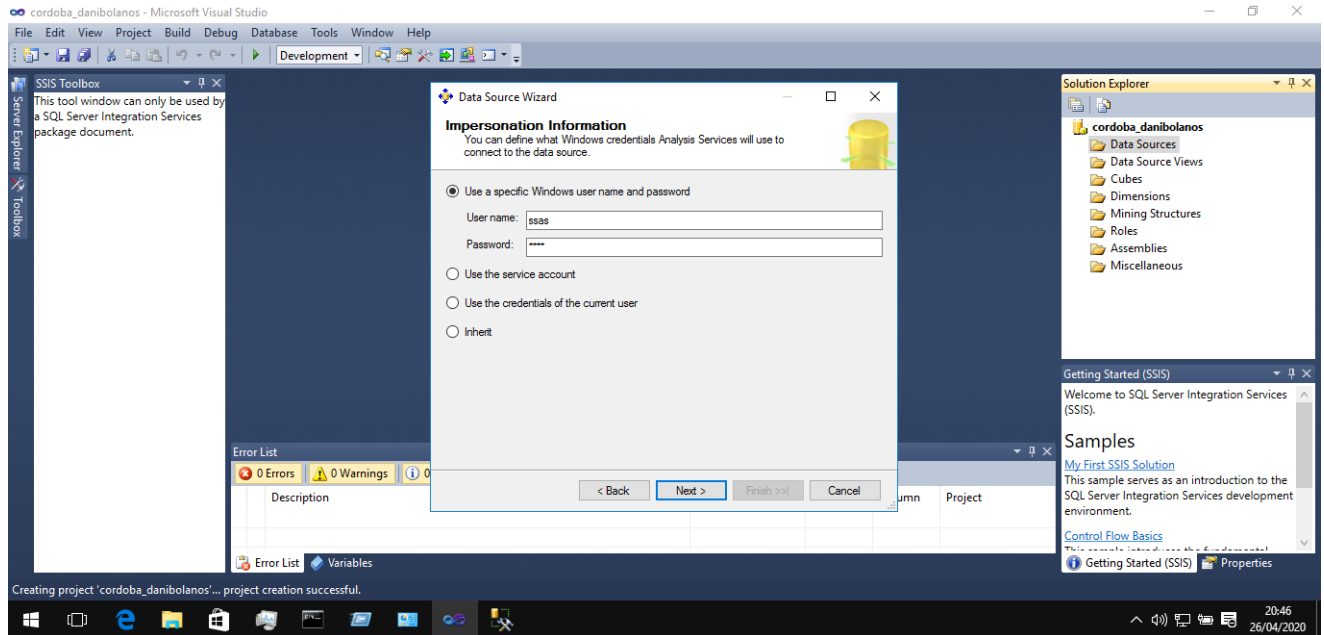 cordoba_danibolanos - Microsoft Visual Studio
File Edit View Project Build Debug Database Tools Window Help
Development
SSIS Toolbox
This tool window can only be used by
a SQL Server Integration Services
package document.
Server Explorer
Toolbox
Data Source Wizard
Impersonation Information
You can define what Windows credentials Analysis Services will use to
connect to the data source.
Use a specific Windows user name and password
User name: ssas
Password: ****
Use the service account
Use the credentials of the current user
Inherit
< Back Next > Finish >>| Cancel
Solution Explorer
cordoba_danibolanos
Data Sources
Data Source Views
Cubes
Dimensions
Mining Structures
Roles
Assemblies
Miscellaneous
Getting Started (SSIS)
Welcome to SQL Server Integration Services
(SSIS).
Samples
My First SSIS Solution
This sample serves as an introduction to the
SQL Server Integration Services development
environment.
Control Flow Basics
Getting Started (SSIS) Properties
Error List
0 Errors 0 Warnings 0
Description umn Project
Error List Variables
Creating project 'cordoba_danibolanos'... project creation successful.
20:46
26/04/2020